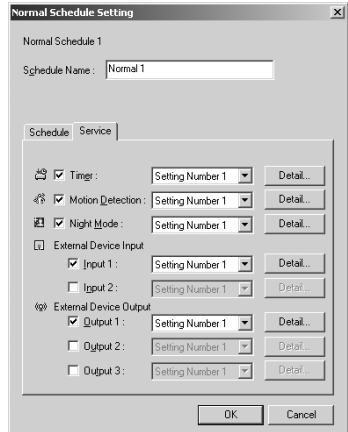 Normal Schedule Setting
Normal Schedule 1
Schedule Name : Normal 1
Schedule Service
Timer : Setting Number 1 Detail...
Motion Detection : Setting Number 1 Detail...
Night Mode : Setting Number 1 Detail...
External Device Input
Input 1 : Setting Number 1 Detail...
Input 2 : Setting Number 1 Detail...
External Device Output
Output 1 : Setting Number 1 Detail...
Output 2 : Setting Number 1 Detail...
Output 3 : Setting Number 1 Detail...
OK Cancel